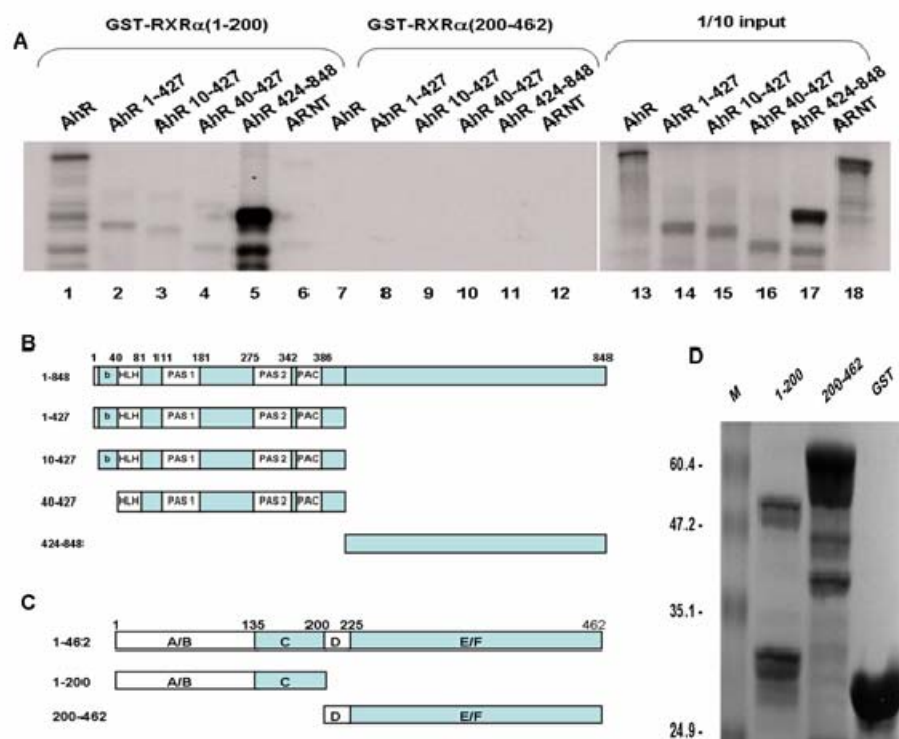 A
GST-RXRα(1-200) GST-RXRα(200-462) 1/10 input
AhR AhR 1-427 AhR 10-427 AhR 40-427 AhR 424-848 ARNT AhR AhR 1-427 AhR 10-427 AhR 40-427 AhR 424-848 ARNT AhR AhR 1-427 AhR 10-427 AhR 40-427 AhR 424-848 ARNT
1 2 3 4 5 6 7 8 9 10 11 12 13 14 15 16 17 18
B
1 40 81 111 181 275 342 386 848
1-848 b HLH PAS 1 PAS 2 PAC
1-427 b HLH PAS 1 PAS 2 PAC
10-427 b HLH PAS 1 PAS 2 PAC
40-427 HLH PAS 1 PAS 2 PAC
424-848
C
1 135 200 225 462
1-462 A/B C D E/F
1-200 A/B C
200-462 D E/F
D
M 1-200 200-462 GST
60.4 -
47.2 -
35.1 -
24.9 -